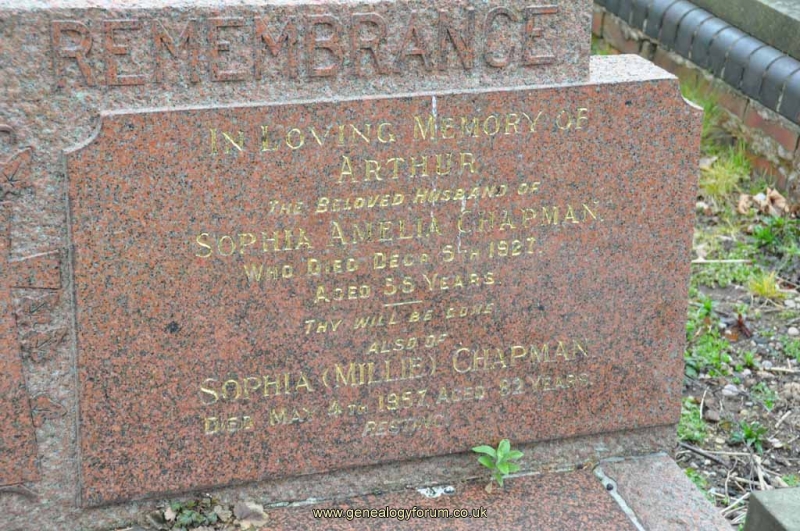 REMEMBRANCE
IN LOVING MEMORY OF
ARTHUR
THE BELOVED HUSBAND OF
SOPHIA AMELIA CHAPMAN
WHO DIED DECR 5TH 1927.
AGED 58 YEARS.
THY WILL BE DONE
ALSO OF
SOPHIA (MILLIE) CHAPMAN
DIED MAY 4TH 1957, AGED 82 YEARS.
RESTING.
www.genealogyforum.co.uk